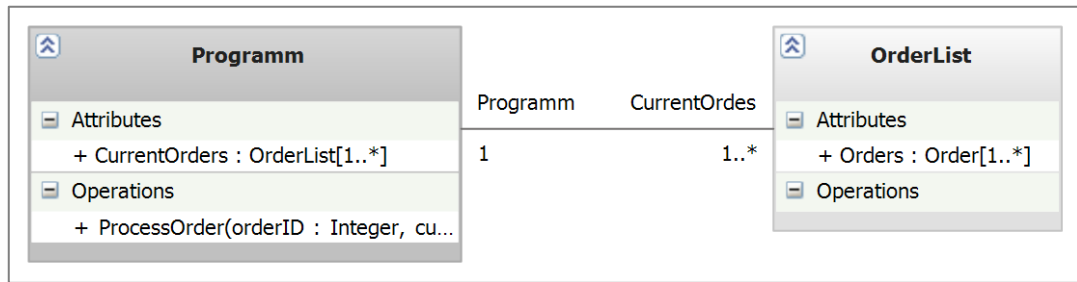 Programm
Attributes
+ CurrentOrders : OrderList[1..*]
Operations
+ ProcessOrder(orderID : Integer, cu...
Programm CurrentOrdes
1 1..*
OrderList
Attributes
+ Orders : Order[1..*]
Operations